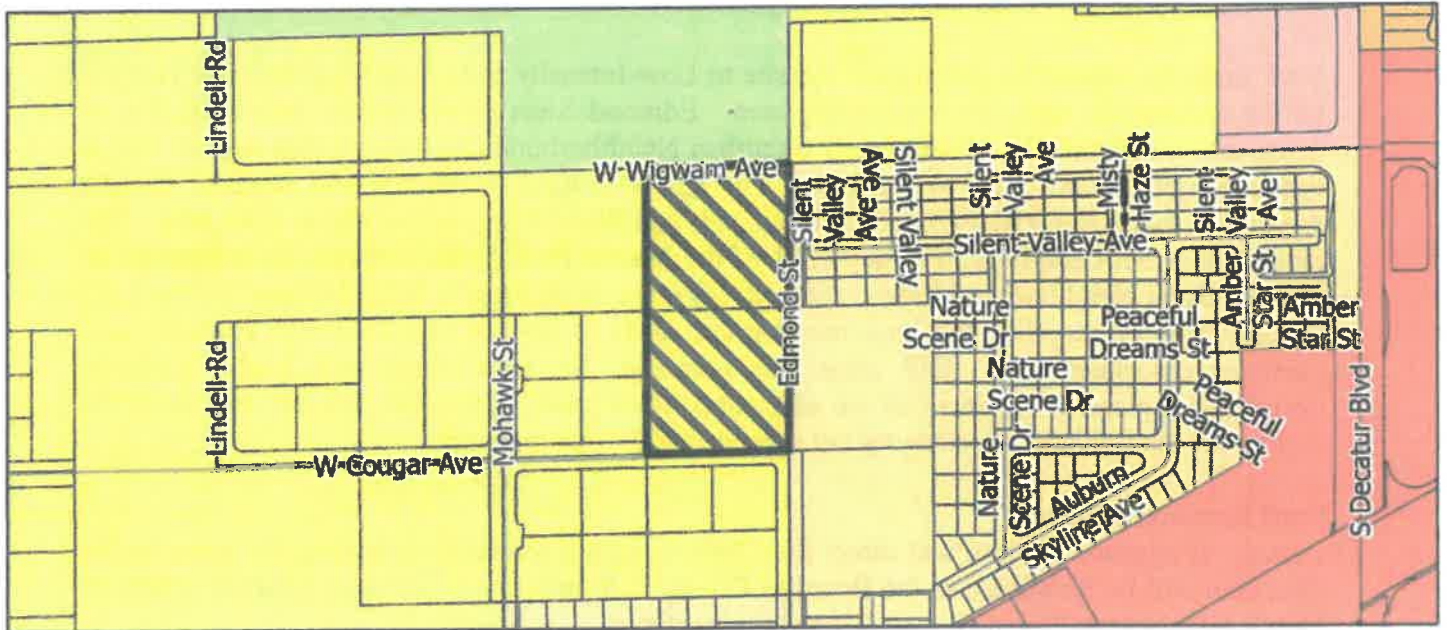 Lindell-Rd
W-Wigwam Ave
Silent
Valley
Ave
Ave
Silent Valley
Silent
Valley
Ave
Misty
Haze St
Silent
Valley
Ave
Silent-Valley-Ave
Edmond-St
Nature
Scene Dr
Peaceful
Dreams St
Amber
Star St
Amber
Star St
Nature
Scene Dr
Peaceful
Dreams St
Lindell-Rd
Mohawk-St
W-Cougar-Ave
Nature
Scene Dr
Auburn
Skyline Ave
S Decatur Blvd